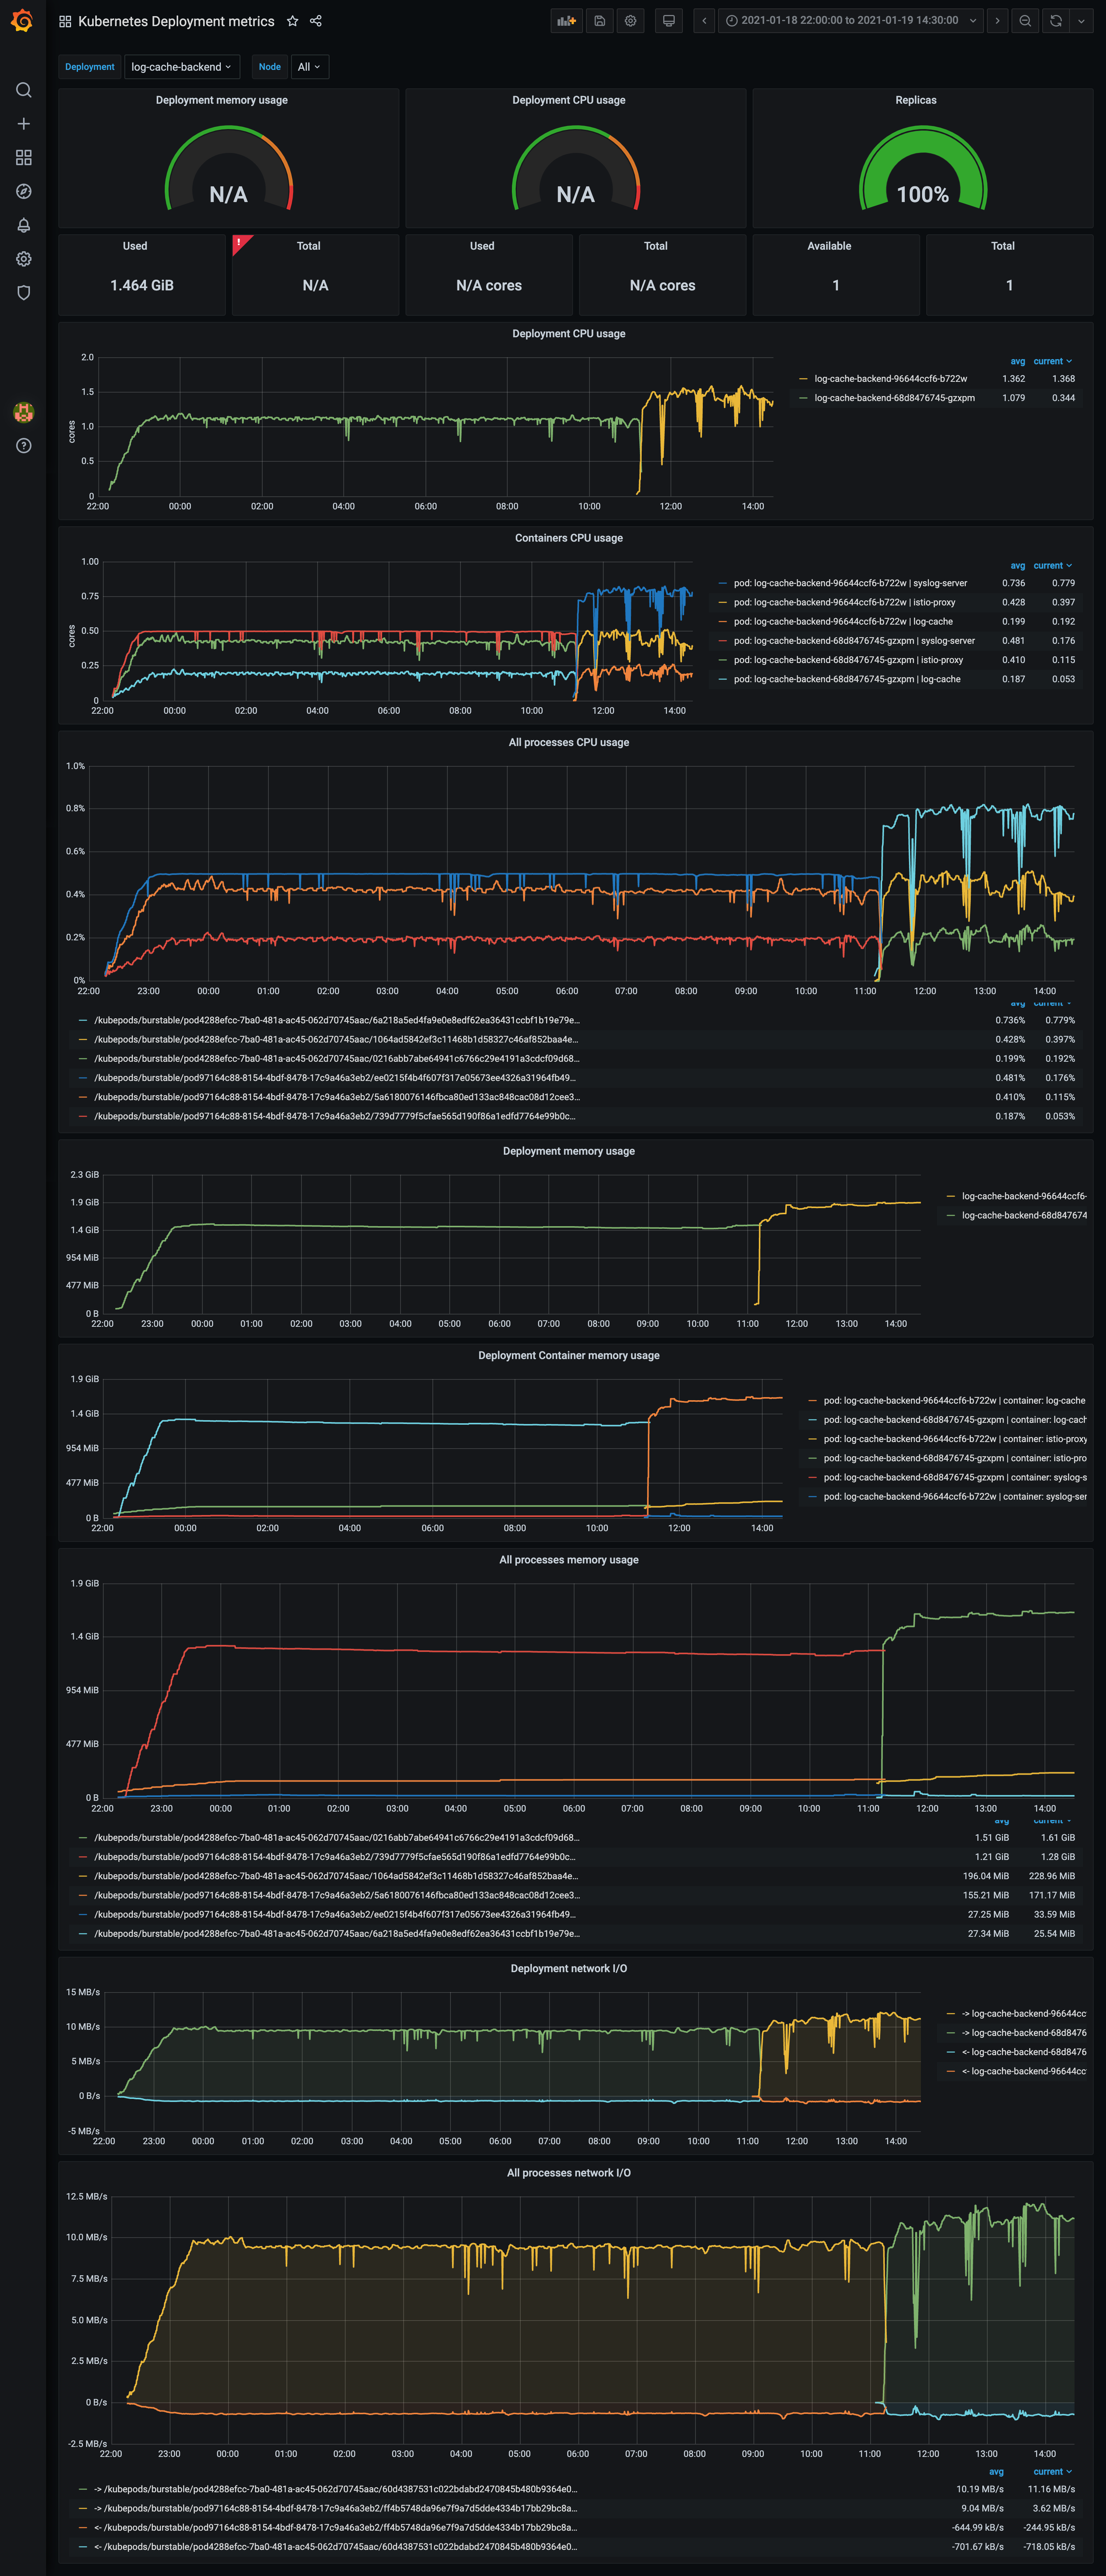 Kubernetes Deployment metrics
2021-01-18 22:00:00 to 2021-01-19 14:30:00
Deployment log-cache-backend Node All
Deployment memory usage Deployment CPU usage Replicas
N/A N/A 100%
Used Total Used Total Available Total
1.464 GiB N/A N/A cores N/A cores 1 1
Deployment CPU usage
cores
2.0
1.5
1.0
0.5
0
22:00 00:00 02:00 04:00 06:00 08:00 10:00 12:00 14:00
avg current
log-cache-backend-96644ccf6-b722w 1.362 1.368
log-cache-backend-68d8476745-gzxpm 1.079 0.344
Containers CPU usage
cores
1.00
0.75
0.50
0.25
0
22:00 00:00 02:00 04:00 06:00 08:00 10:00 12:00 14:00
avg current
pod: log-cache-backend-96644ccf6-b722w | syslog-server 0.736 0.779
pod: log-cache-backend-96644ccf6-b722w | istio-proxy 0.428 0.397
pod: log-cache-backend-96644ccf6-b722w | log-cache 0.199 0.192
pod: log-cache-backend-68d8476745-gzxpm | syslog-server 0.481 0.176
pod: log-cache-backend-68d8476745-gzxpm | istio-proxy 0.410 0.115
pod: log-cache-backend-68d8476745-gzxpm | log-cache 0.187 0.053
All processes CPU usage
1.0%
0.8%
0.6%
0.4%
0.2%
0%
22:00 23:00 00:00 01:00 02:00 03:00 04:00 05:00 06:00 07:00 08:00 09:00 10:00 11:00 12:00 13:00 14:00
avg current
/kubepods/burstable/pod4288efcc-7ba0-481a-ac45-062d70745aac/6a218a5ed4fa9e0e8edf62ea36431ccbf1b19e79e... 0.736% 0.779%
/kubepods/burstable/pod4288efcc-7ba0-481a-ac45-062d70745aac/1064ad5842ef3c11468b1d58327c46af852baa4e... 0.428% 0.397%
/kubepods/burstable/pod4288efcc-7ba0-481a-ac45-062d70745aac/0216abb7abe64941c6766c29e4191a3cdcf09d68... 0.199% 0.192%
/kubepods/burstable/pod97164c88-8154-4bdf-8478-17c9a46a3eb2/ee0215f4b4f607f317e05673ee4326a31964fb49... 0.481% 0.176%
/kubepods/burstable/pod97164c88-8154-4bdf-8478-17c9a46a3eb2/5a6180076146fbca80ed133ac848cac08d12cee3... 0.410% 0.115%
/kubepods/burstable/pod97164c88-8154-4bdf-8478-17c9a46a3eb2/739d7779f5cfae565d190f86a1edfd7764e99b0c... 0.187% 0.053%
Deployment memory usage
2.3 GiB
1.9 GiB
1.4 GiB
954 MiB
477 MiB
0 B
22:00 23:00 00:00 01:00 02:00 03:00 04:00 05:00 06:00 07:00 08:00 09:00 10:00 11:00 12:00 13:00 14:00
log-cache-backend-96644ccf6-
log-cache-backend-68d847674
Deployment Container memory usage
1.9 GiB
1.4 GiB
954 MiB
477 MiB
0 B
22:00 00:00 02:00 04:00 06:00 08:00 10:00 12:00 14:00
pod: log-cache-backend-96644ccf6-b722w | container: log-cache
pod: log-cache-backend-68d8476745-gzxpm | container: log-cach
pod: log-cache-backend-96644ccf6-b722w | container: istio-proxy
pod: log-cache-backend-68d8476745-gzxpm | container: istio-pro
pod: log-cache-backend-68d8476745-gzxpm | container: syslog-s
pod: log-cache-backend-96644ccf6-b722w | container: syslog-ser
All processes memory usage
1.9 GiB
1.4 GiB
954 MiB
477 MiB
0 B
22:00 23:00 00:00 01:00 02:00 03:00 04:00 05:00 06:00 07:00 08:00 09:00 10:00 11:00 12:00 13:00 14:00
avg current
/kubepods/burstable/pod4288efcc-7ba0-481a-ac45-062d70745aac/0216abb7abe64941c6766c29e4191a3cdcf09d68... 1.51 GiB 1.61 GiB
/kubepods/burstable/pod97164c88-8154-4bdf-8478-17c9a46a3eb2/739d7779f5cfae565d190f86a1edfd7764e99b0c... 1.21 GiB 1.28 GiB
/kubepods/burstable/pod4288efcc-7ba0-481a-ac45-062d70745aac/1064ad5842ef3c11468b1d58327c46af852baa4e... 196.04 MiB 228.96 MiB
/kubepods/burstable/pod97164c88-8154-4bdf-8478-17c9a46a3eb2/5a6180076146fbca80ed133ac848cac08d12cee3... 155.21 MiB 171.17 MiB
/kubepods/burstable/pod97164c88-8154-4bdf-8478-17c9a46a3eb2/ee0215f4b4f607f317e05673ee4326a31964fb49... 27.25 MiB 33.59 MiB
/kubepods/burstable/pod4288efcc-7ba0-481a-ac45-062d70745aac/6a218a5ed4fa9e0e8edf62ea36431ccbf1b19e79e... 27.34 MiB 25.54 MiB
Deployment network I/O
15 MB/s
10 MB/s
5 MB/s
0 B/s
-5 MB/s
22:00 23:00 00:00 01:00 02:00 03:00 04:00 05:00 06:00 07:00 08:00 09:00 10:00 11:00 12:00 13:00 14:00
-> log-cache-backend-96644cc
-> log-cache-backend-68d8476
<- log-cache-backend-68d8476
<- log-cache-backend-96644cc
All processes network I/O
12.5 MB/s
10.0 MB/s
7.5 MB/s
5.0 MB/s
2.5 MB/s
0 B/s
-2.5 MB/s
22:00 23:00 00:00 01:00 02:00 03:00 04:00 05:00 06:00 07:00 08:00 09:00 10:00 11:00 12:00 13:00 14:00
avg current
-> /kubepods/burstable/pod4288efcc-7ba0-481a-ac45-062d70745aac/60d4387531c022bdabd2470845b480b9364e0... 10.19 MB/s 11.16 MB/s
-> /kubepods/burstable/pod97164c88-8154-4bdf-8478-17c9a46a3eb2/ff4b5748da96e7f9a7d5dde4334b17bb29bc8a... 9.04 MB/s 3.62 MB/s
<- /kubepods/burstable/pod97164c88-8154-4bdf-8478-17c9a46a3eb2/ff4b5748da96e7f9a7d5dde4334b17bb29bc8a... -644.99 kB/s -244.95 kB/s
<- /kubepods/burstable/pod4288efcc-7ba0-481a-ac45-062d70745aac/60d4387531c022bdabd2470845b480b9364e0... -701.67 kB/s -718.05 kB/s